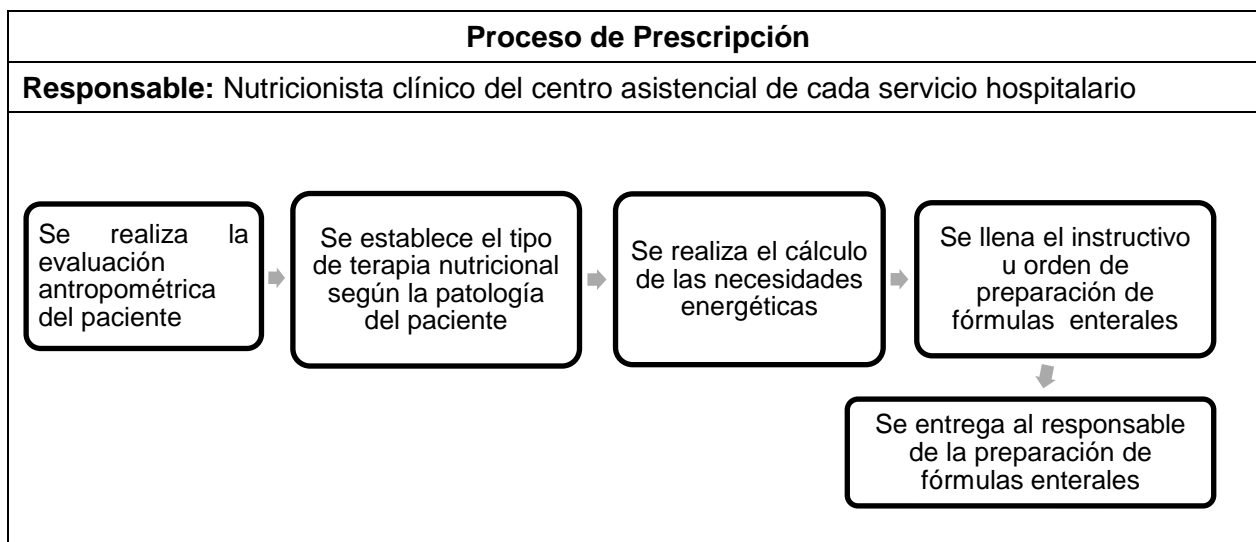 Proceso de Prescripción
Responsable: Nutricionista clínico del centro asistencial de cada servicio hospitalario
Se realiza la
evaluación
antropométrica
del paciente
Se establece el tipo
de terapia nutricional
según la patología
del paciente
Se realiza el cálculo
de las necesidades
energéticas
Se llena el instructivo
u orden de
preparación de
fórmulas enterales
Se entrega al responsable
de la preparación de
fórmulas enterales